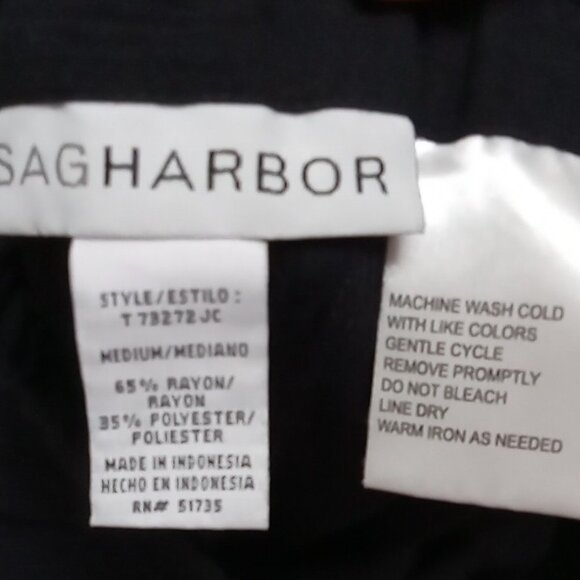 SAGHARBOR
STYLE/ESTILO:
T 73272 JC
MEDIUM/MEDIANO
65% RAYON/
RAYON
35% POLYESTER/
POLIESTER
MADE IN INDONESIA
HECHO EN INDONESIA
RN# 51735
MACHINE WASH COLD
WITH LIKE COLORS
GENTLE CYCLE
REMOVE PROMPTLY
DO NOT BLEACH
LINE DRY
WARM IRON AS NEEDED